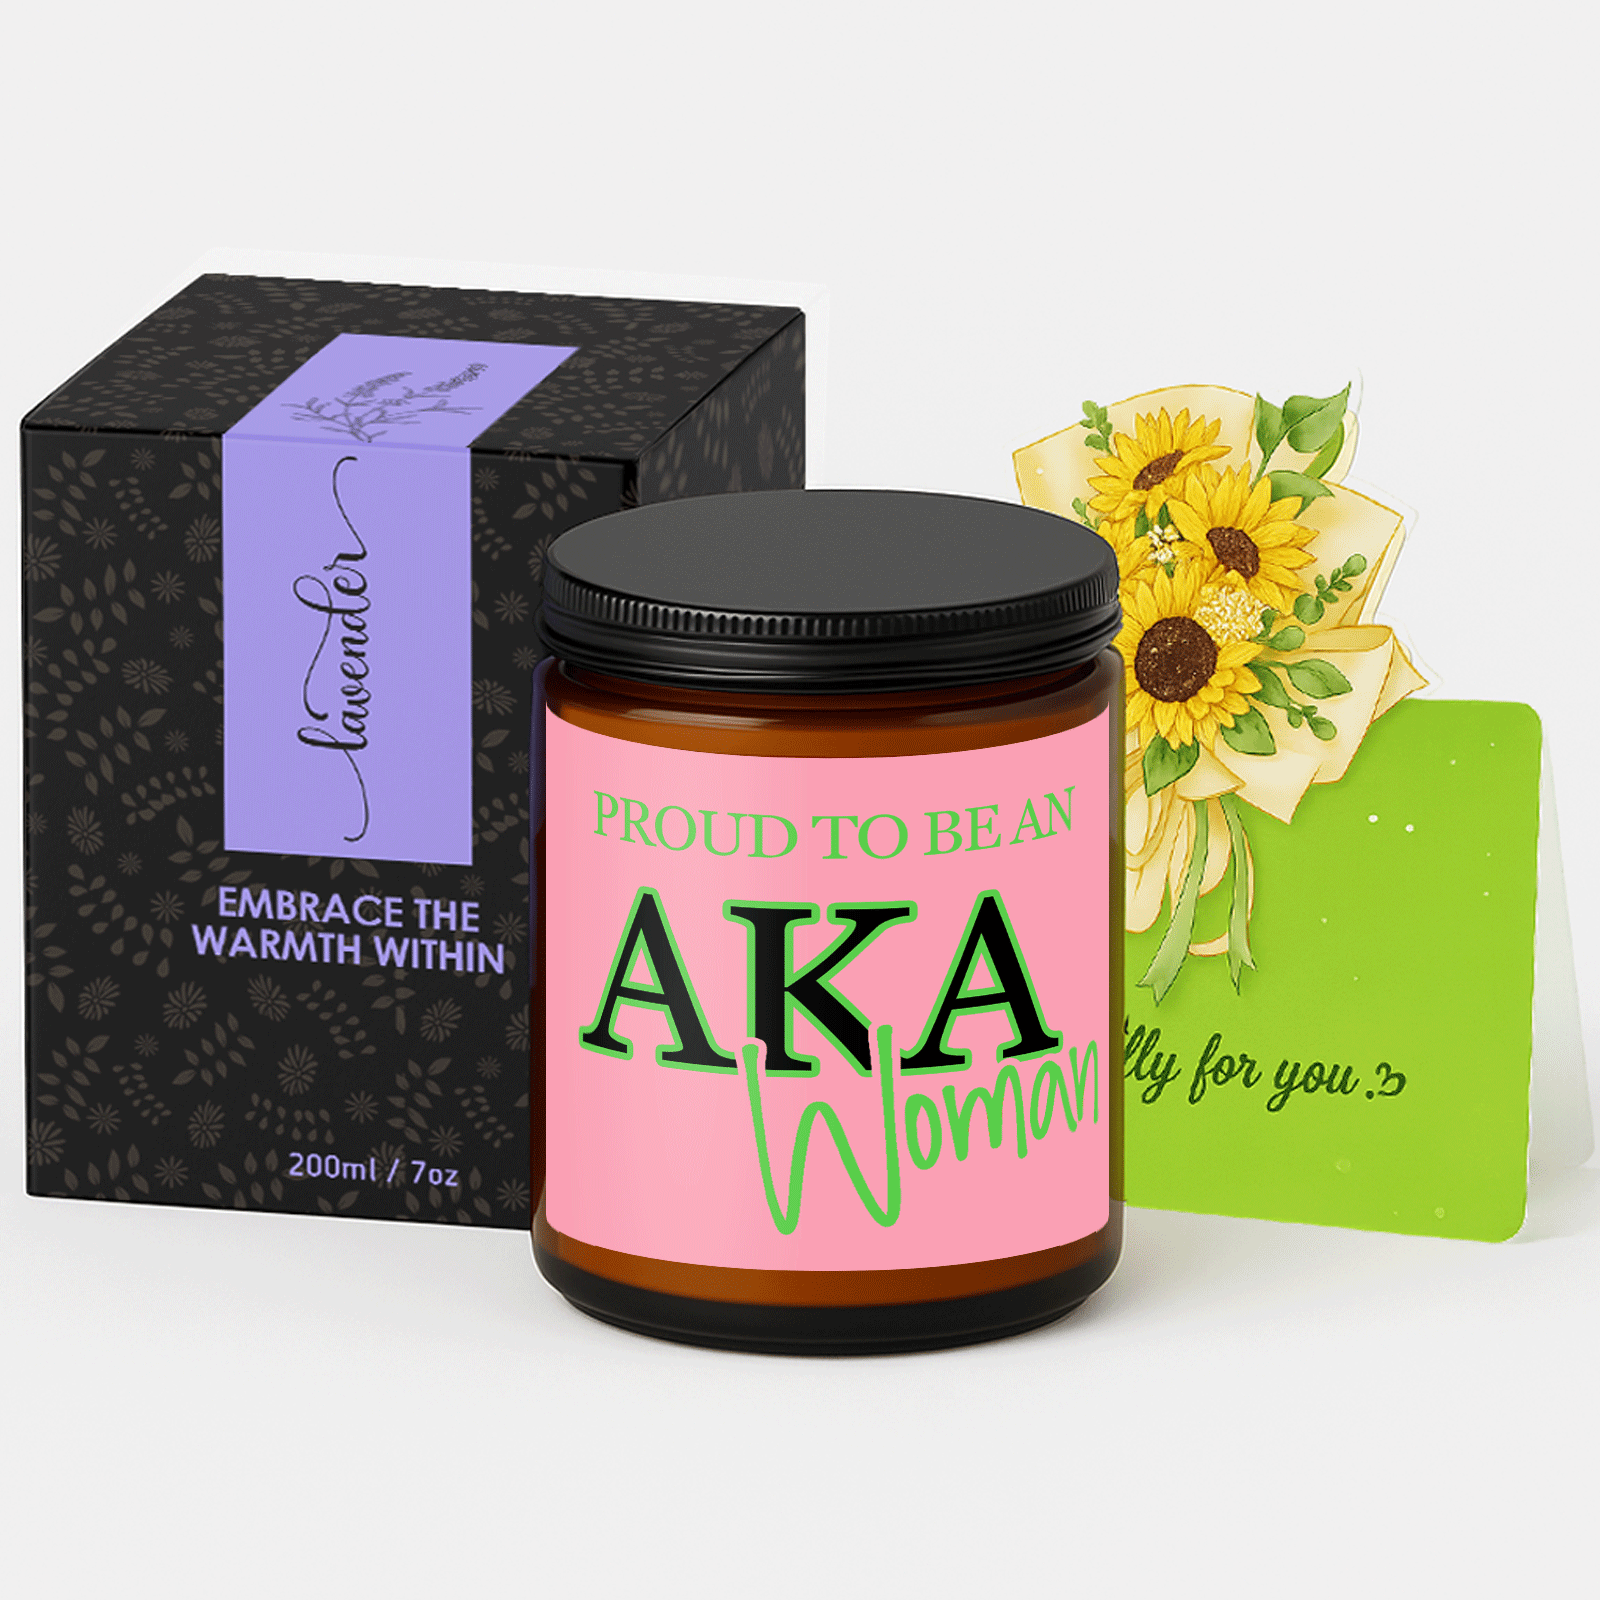 lavender
EMBRACE THE
WARMTH WITHIN
200ml / 7oz
PROUD TO BE AN
AKA
Woman
for you